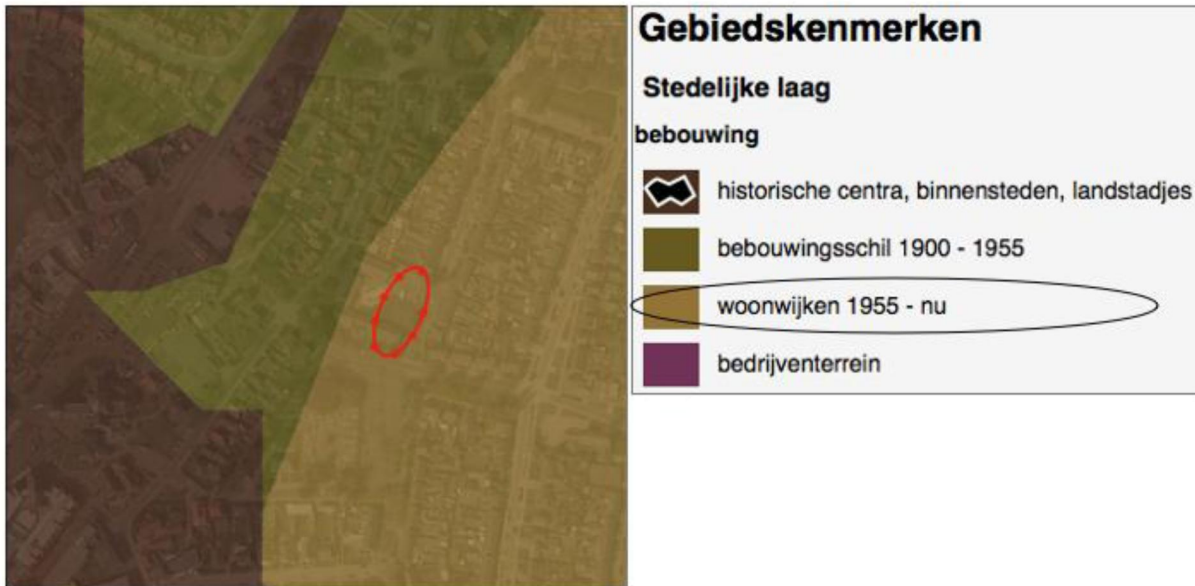 Gebiedskenmerken
Stedelijke laag
bebouwing
historische centra, binnensteden, landstadjes
bebouwingsschil 1900 - 1955
woonwijken 1955 - nu
bedrijventerrein